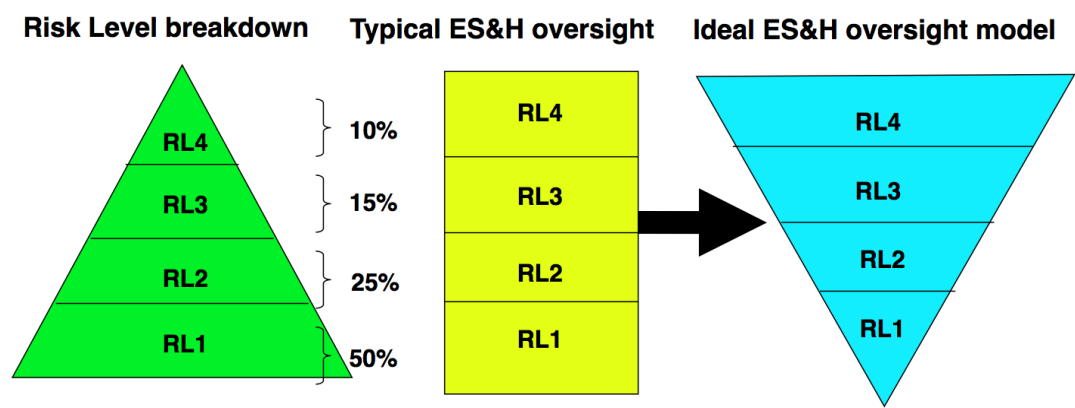 Risk Level breakdown
Typical ES&H oversight
Ideal ES&H oversight model
RL4
10%
RL3
15%
RL2
25%
RL1
50%
RL4
RL3
RL2
RL1
RL4
RL3
RL2
RL1